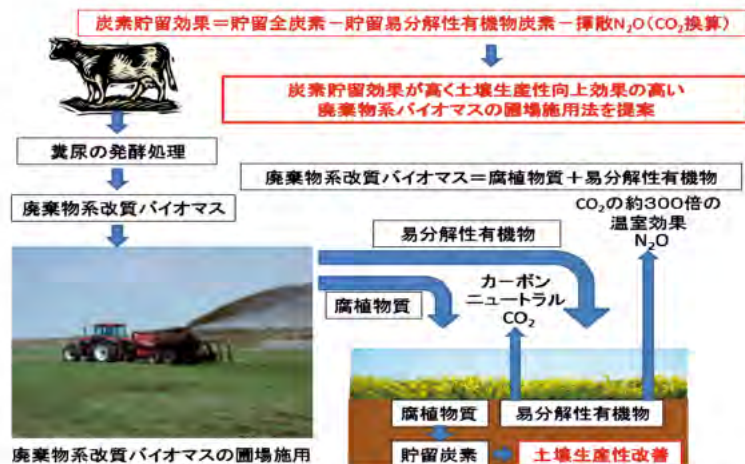 炭素貯留効果＝貯留全炭素－貯留易分解性有機物炭素－揮散N₂O（CO₂換算）
炭素貯留効果が高く土壌生産性向上効果の高い
廃棄物系バイオマスの圃場施用法を提案
糞尿の発酵処理
廃棄物系改質バイオマス＝腐植物質＋易分解性有機物
廃棄物系改質バイオマス
CO₂の約300倍の
温室効果
N₂O
易分解性有機物
カーボン
ニュートラル
CO₂
腐植物質
腐植物質
易分解性有機物
貯留炭素
土壌生産性改善
廃棄物系改質バイオマスの圃場施用